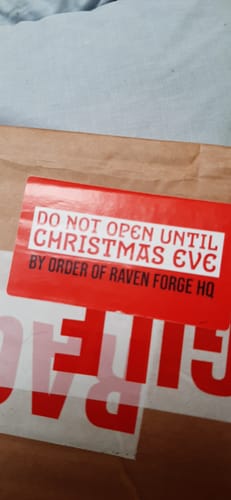 DO NOT OPEN UNTIL
CHRISTMAS EVE
BY ORDER OF RAVEN FORGE HQ